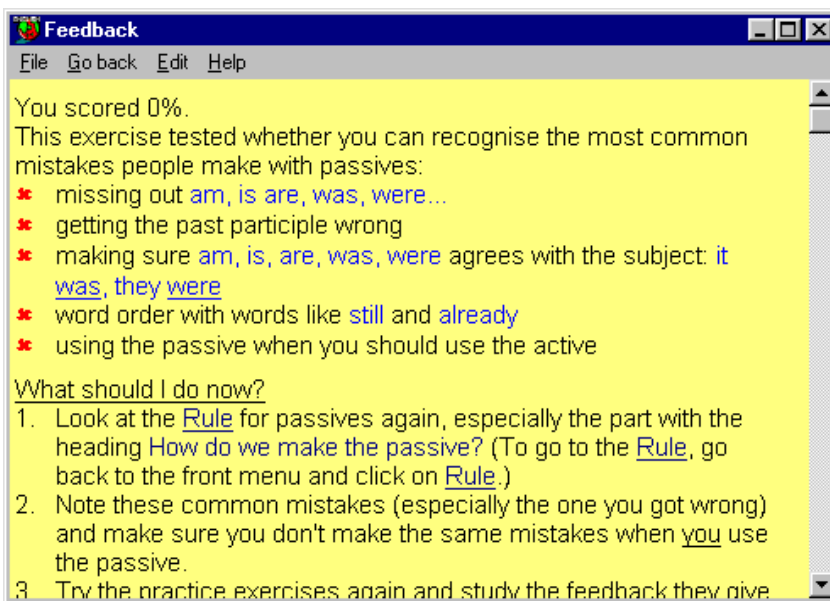 Feedback
File Go back Edit Help
You scored 0%.
This exercise tested whether you can recognise the most common
mistakes people make with passives:
missing out am, is are, was, were...
getting the past participle wrong
making sure am, is, are, was, were agrees with the subject: it
was, they were
word order with words like still and already
using the passive when you should use the active
What should I do now?
1. Look at the Rule for passives again, especially the part with the
heading How do we make the passive? (To go to the Rule, go
back to the front menu and click on Rule.)
2. Note these common mistakes (especially the one you got wrong)
and make sure you don't make the same mistakes when you use
the passive.
3. Try the practice exercises again and study the feedback they give